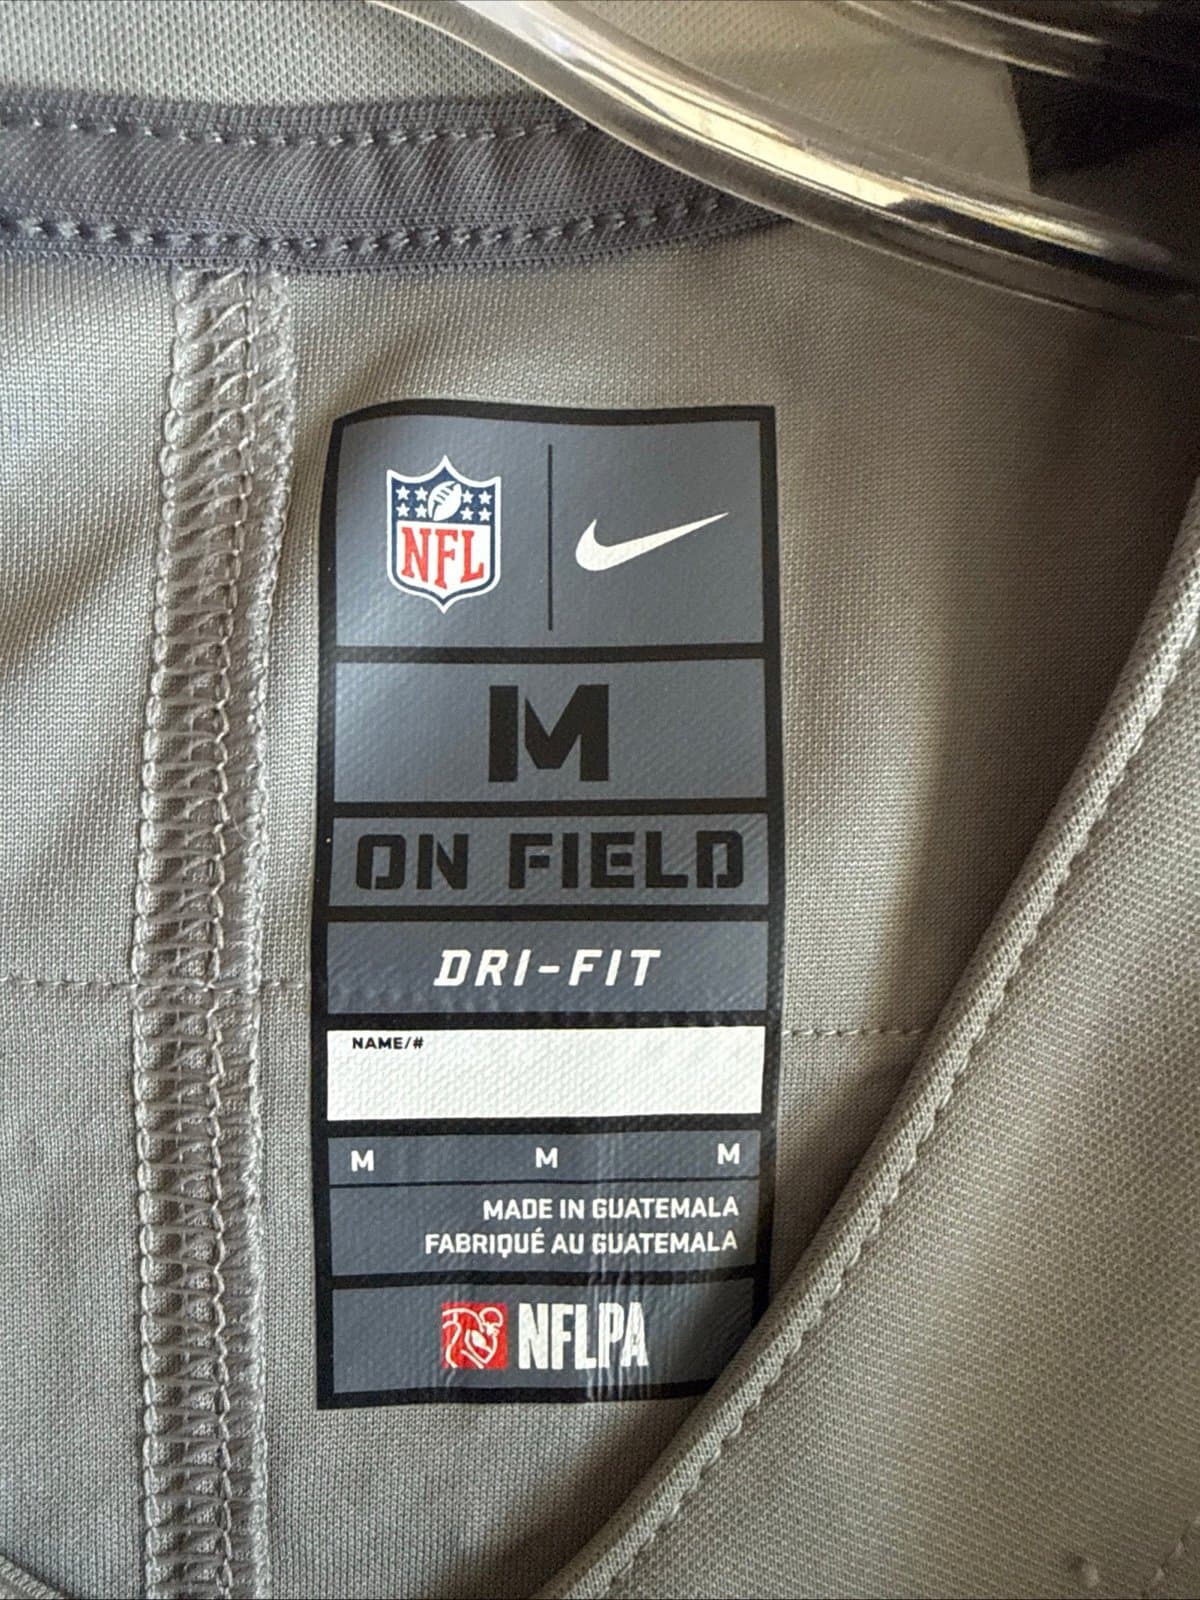 NFL
M
ON FIELD
DRI-FIT
NAME/#
M M M
MADE IN GUATEMALA
FABRIQUÉ AU GUATEMALA
NFLPA